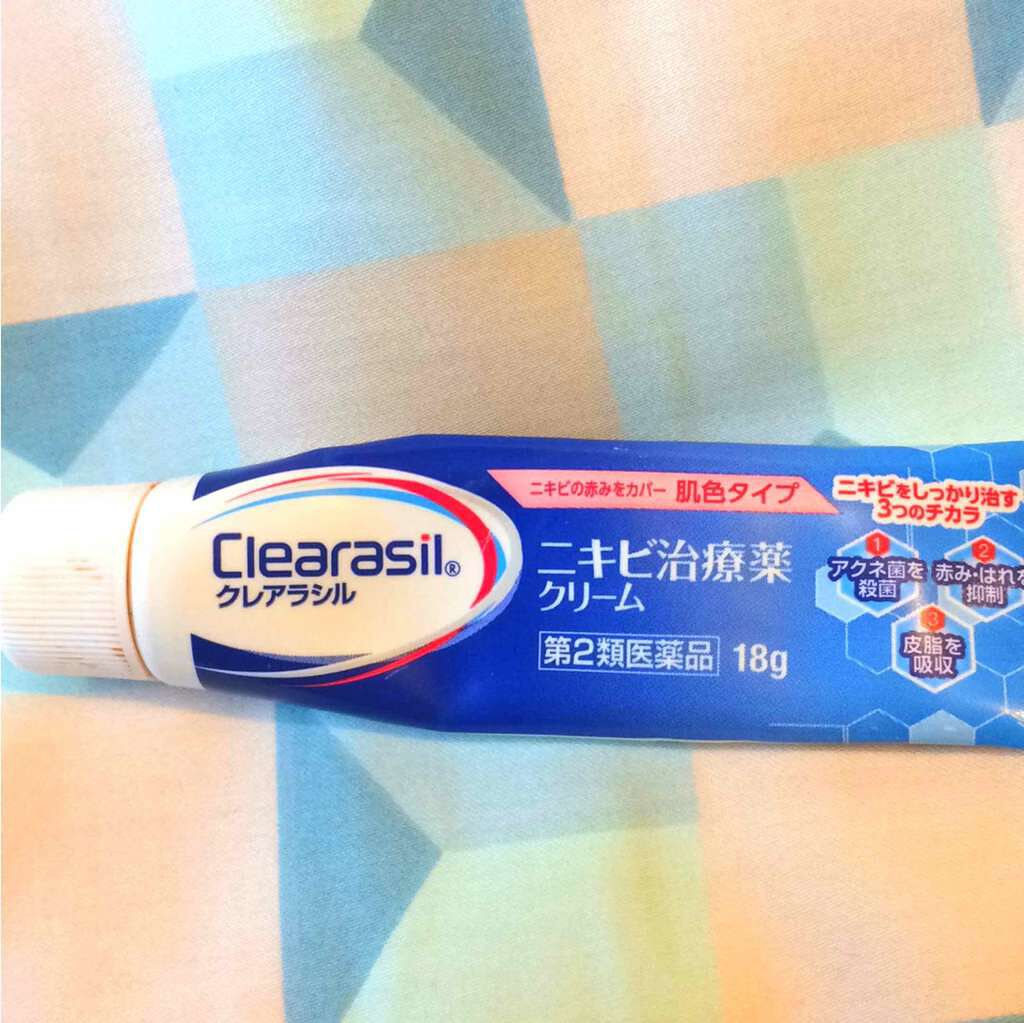 Clearasil®
クレアラシル
ニキビの赤みをカバー 肌色タイプ
ニキビ治療薬
クリーム
第2類医薬品 18g
ニキビをしっかり治す
3つのチカラ
1
アクネ菌を
殺菌
2
赤み・はれを
抑制
3
皮脂を
吸収